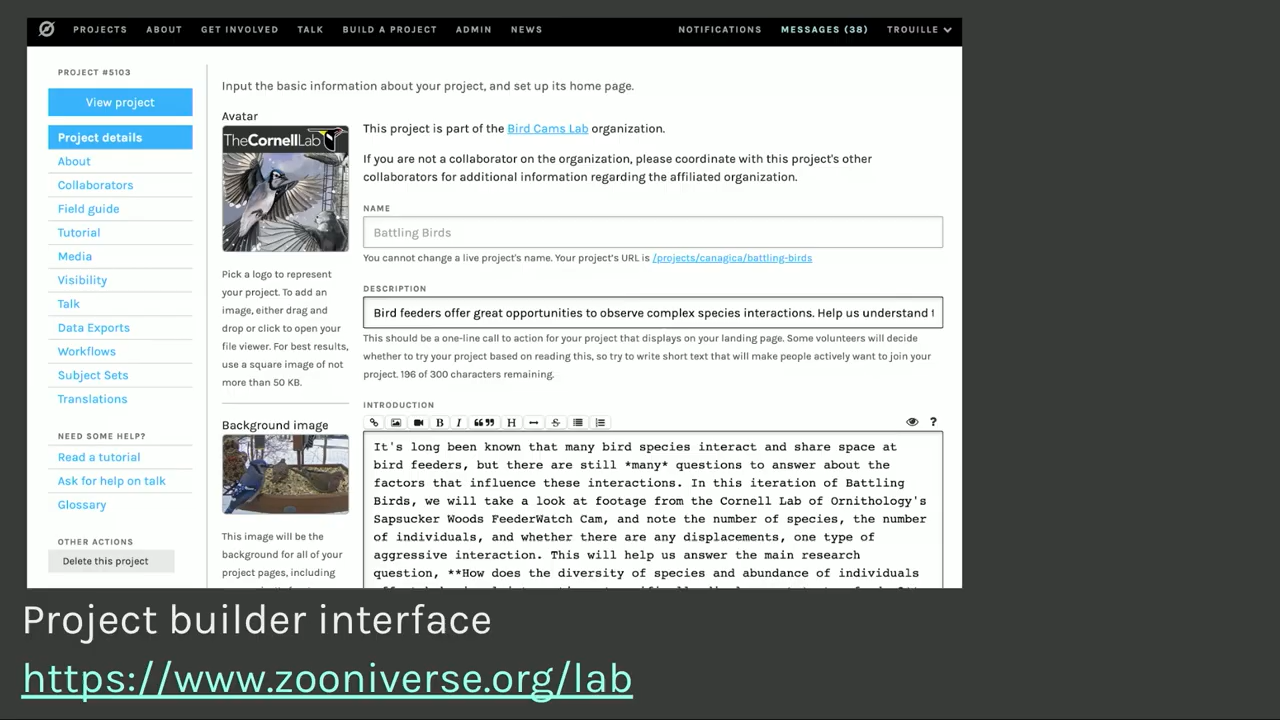 PROJECTS ABOUT GET INVOLVED TALK BUILD A PROJECT ADMIN NEWS NOTIFICATIONS MESSAGES (38) TROUILLE
PROJECT #5103
View project
Project details
About
Collaborators
Field guide
Tutorial
Media
Visibility
Talk
Data Exports
Workflows
Subject Sets
Translations
NEED SOME HELP?
Read a tutorial
Ask for help on talk
Glossary
OTHER ACTIONS
Delete this project
Input the basic information about your project, and set up its home page.
Avatar
TheCornellLab
Pick a logo to represent
your project. To add an
image, either drag and
drop or click to open your
file viewer. For best results,
use a square image of not
more than 50 KB.
Background image
This image will be the
background for all of your
project pages, including
This project is part of the Bird Cams Lab organization.
If you are not a collaborator on the organization, please coordinate with this project's other
collaborators for additional information regarding the affiliated organization.
NAME
Battling Birds
You cannot change a live project's name. Your project's URL is /projects/canagica/battling-birds
DESCRIPTION
Bird feeders offer great opportunities to observe complex species interactions. Help us understand
This should be a one-line call to action for your project that displays on your landing page. Some volunteers will decide
whether to try your project based on reading this, so try to write short text that will make people actively want to join your
project. 196 of 300 characters remaining.
INTRODUCTION
B I H S ?
It's long been known that many bird species interact and share space at
bird feeders, but there are still *many* questions to answer about the
factors that influence these interactions. In this iteration of Battling
Birds, we will take a look at footage from the Cornell Lab of Ornithology's
Sapsucker Woods FeederWatch Cam, and note the number of species, the number
of individuals, and whether there are any displacements, one type of
aggressive interaction. This will help us answer the main research
question, **How does the diversity of species and abundance of individuals
Project builder interface
https://www.zooniverse.org/lab